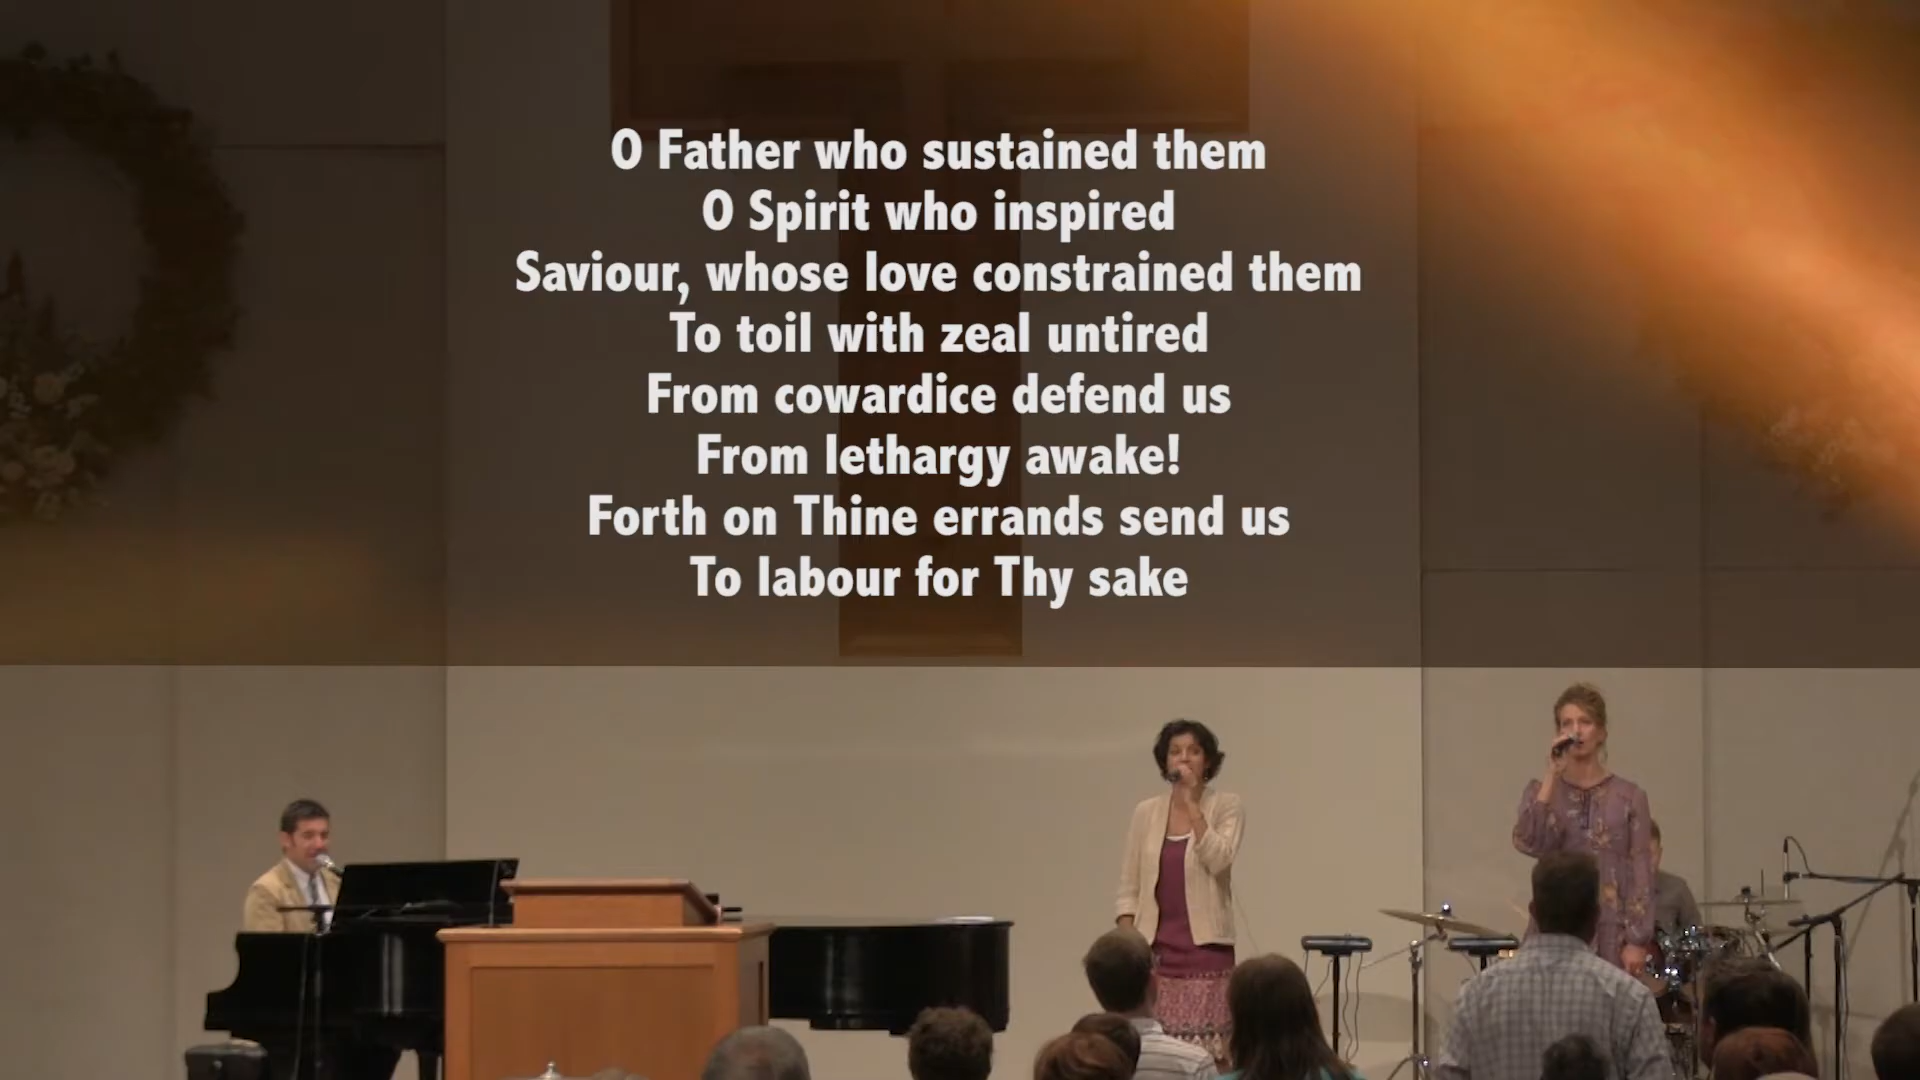 O Father who sustained them
O Spirit who inspired
Saviour, whose love constrained them
To toil with zeal untired
From cowardice defend us
From lethargy awake!
Forth on Thine errands send us
To labour for Thy sake